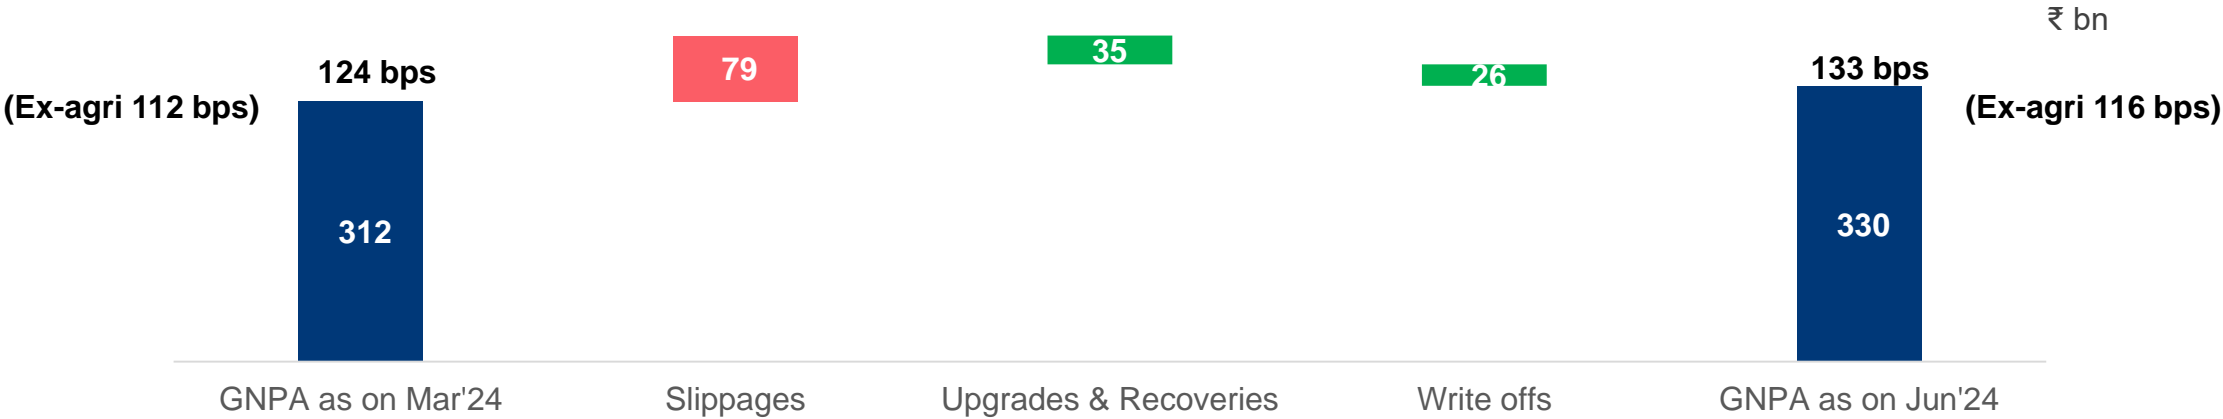 ₹ bn
124 bps
(Ex-agri 112 bps)
312
79
35
26
133 bps
(Ex-agri 116 bps)
330
GNPA as on Mar'24
Slippages
Upgrades & Recoveries
Write offs
GNPA as on Jun'24